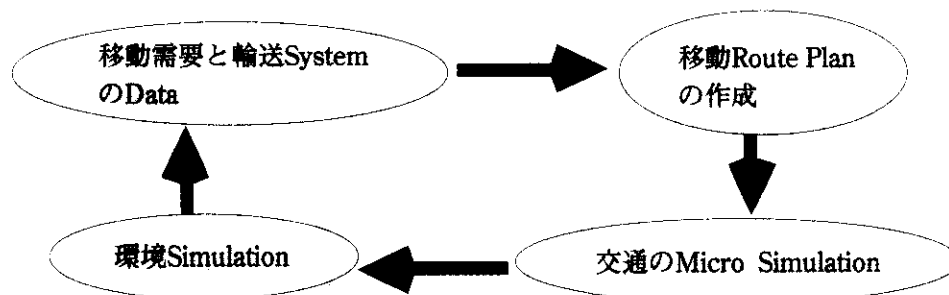 移動需要と輸送System
のData
移動Route Plan
の作成
環境Simulation
交通のMicro Simulation